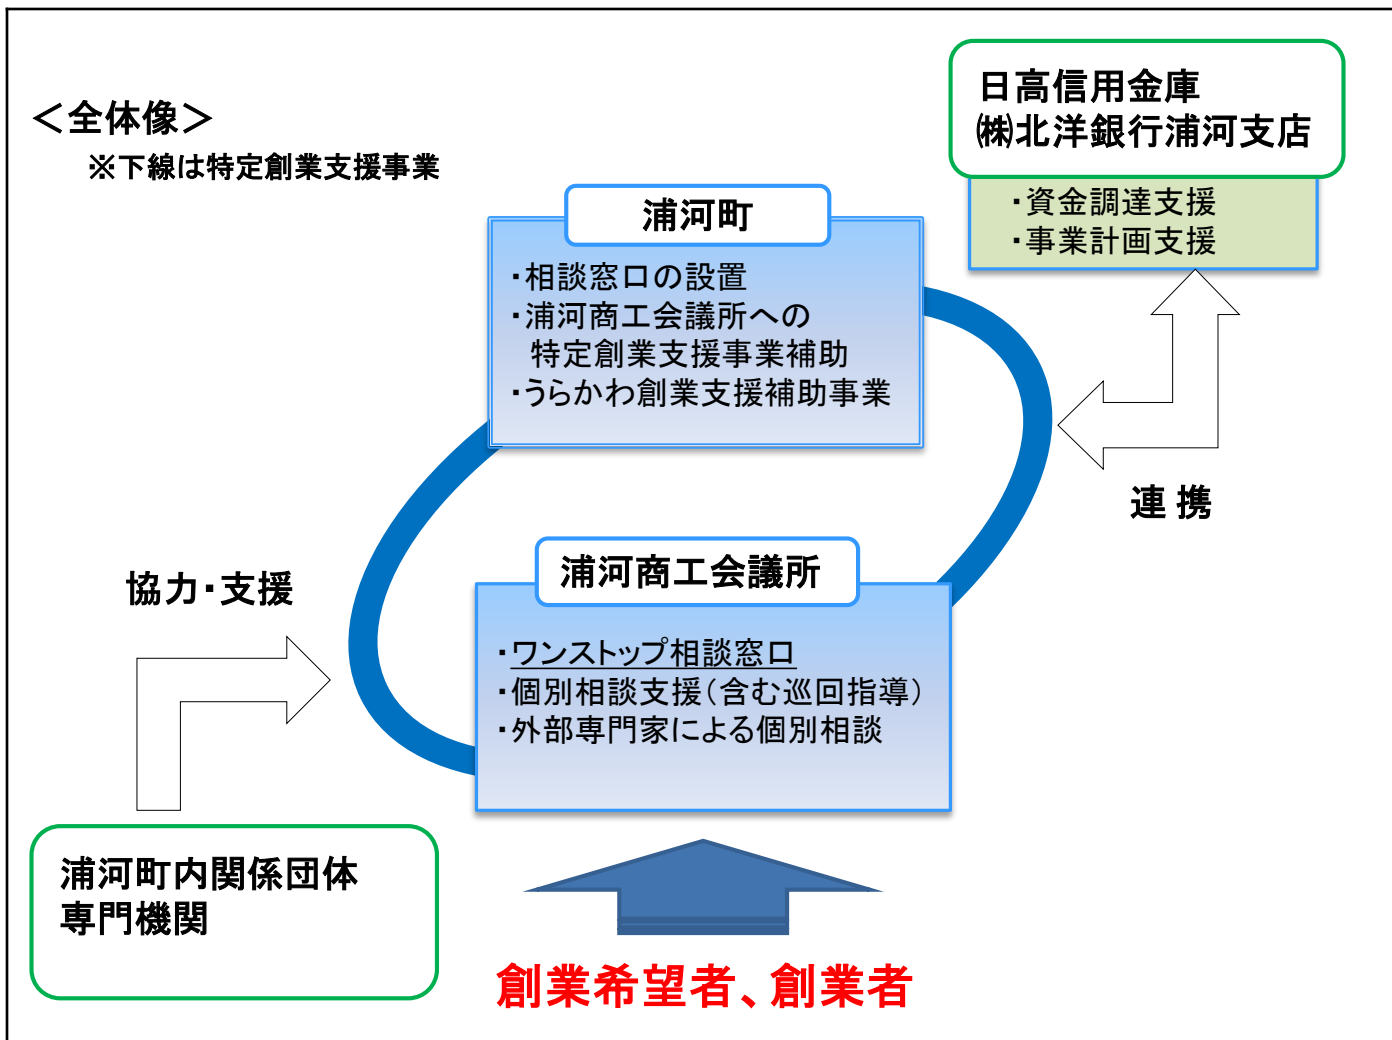 ＜全体像＞
※下線は特定創業支援事業
日高信用金庫
㈱北洋銀行浦河支店
・資金調達支援
・事業計画支援
浦河町
・相談窓口の設置
・浦河商工会議所への
特定創業支援事業補助
・うらかわ創業支援補助事業
連 携
協力・支援
浦河商工会議所
・ワンストップ相談窓口
・個別相談支援（含む巡回指導）
・外部専門家による個別相談
浦河町内関係団体
専門機関
創業希望者、創業者